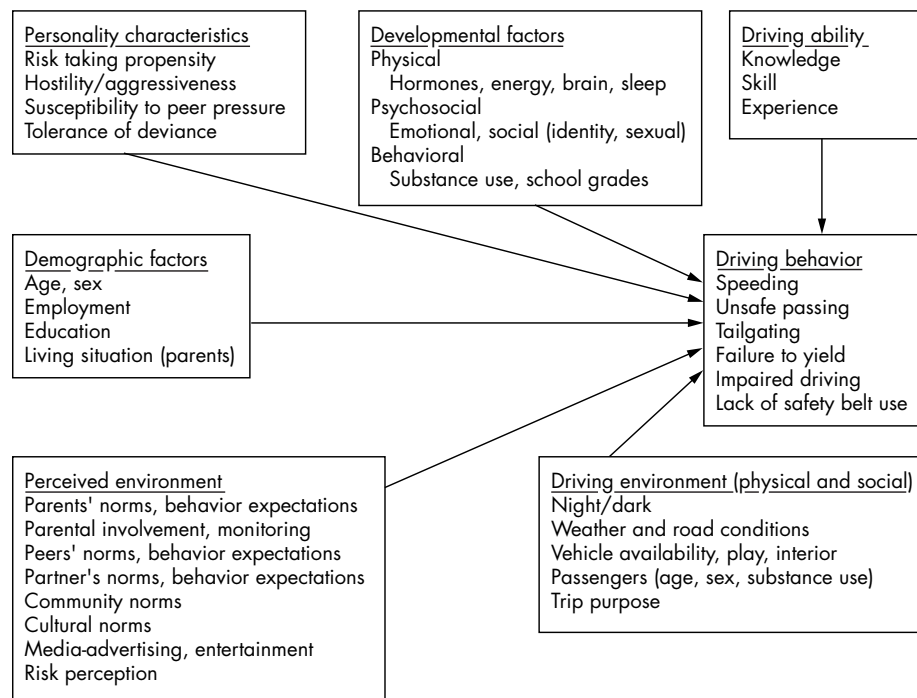 Personality characteristics
Risk taking propensity
Hostility/aggressiveness
Susceptibility to peer pressure
Tolerance of deviance
Developmental factors
Physical
Hormones, energy, brain, sleep
Psychosocial
Emotional, social (identity, sexual)
Behavioral
Substance use, school grades
Driving ability
Knowledge
Skill
Experience
Demographic factors
Age, sex
Employment
Education
Living situation (parents)
Driving behavior
Speeding
Unsafe passing
Tailgating
Failure to yield
Impaired driving
Lack of safety belt use
Perceived environment
Parents' norms, behavior expectations
Parental involvement, monitoring
Peers' norms, behavior expectations
Partner's norms, behavior expectations
Community norms
Cultural norms
Media-advertising, entertainment
Risk perception
Driving environment (physical and social)
Night/dark
Weather and road conditions
Vehicle availability, play, interior
Passengers (age, sex, substance use)
Trip purpose